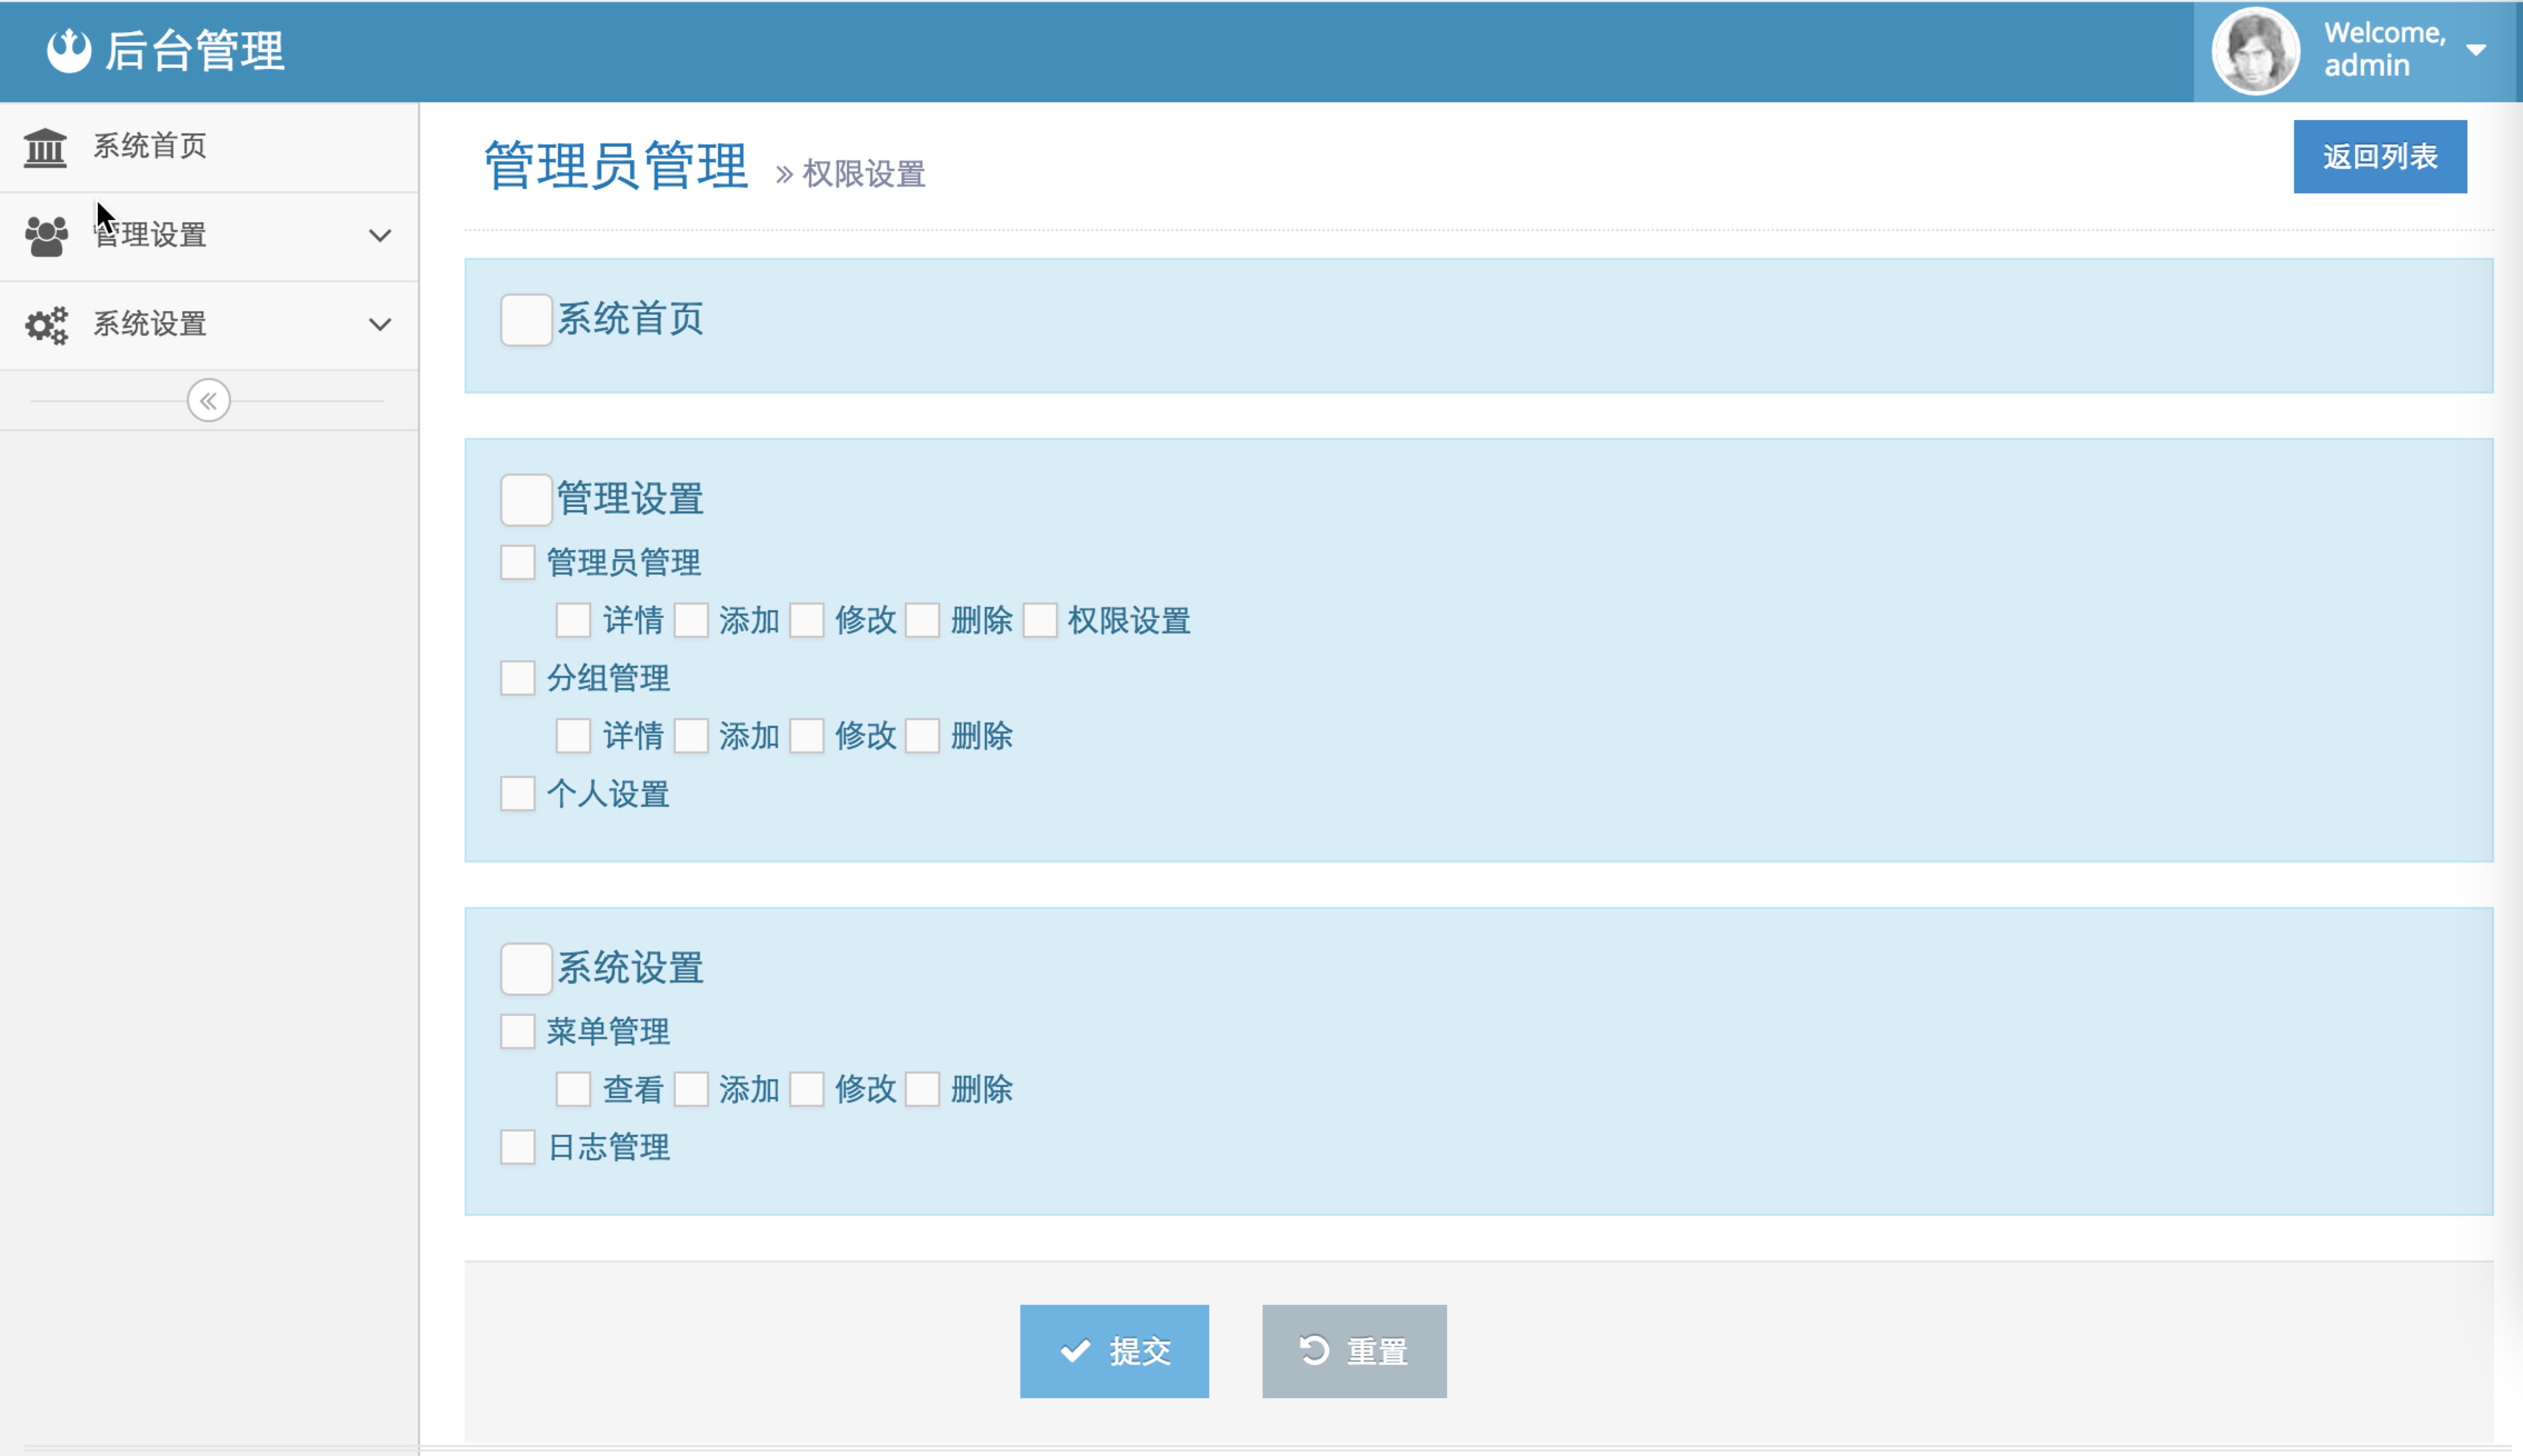 后台管理
Welcome,
admin
系统首页
管理设置
系统设置
管理员管理 » 权限设置
返回列表
系统首页
管理设置
管理员管理
详情 添加 修改 删除 权限设置
分组管理
详情 添加 修改 删除
个人设置
系统设置
菜单管理
查看 添加 修改 删除
日志管理
提交 重置